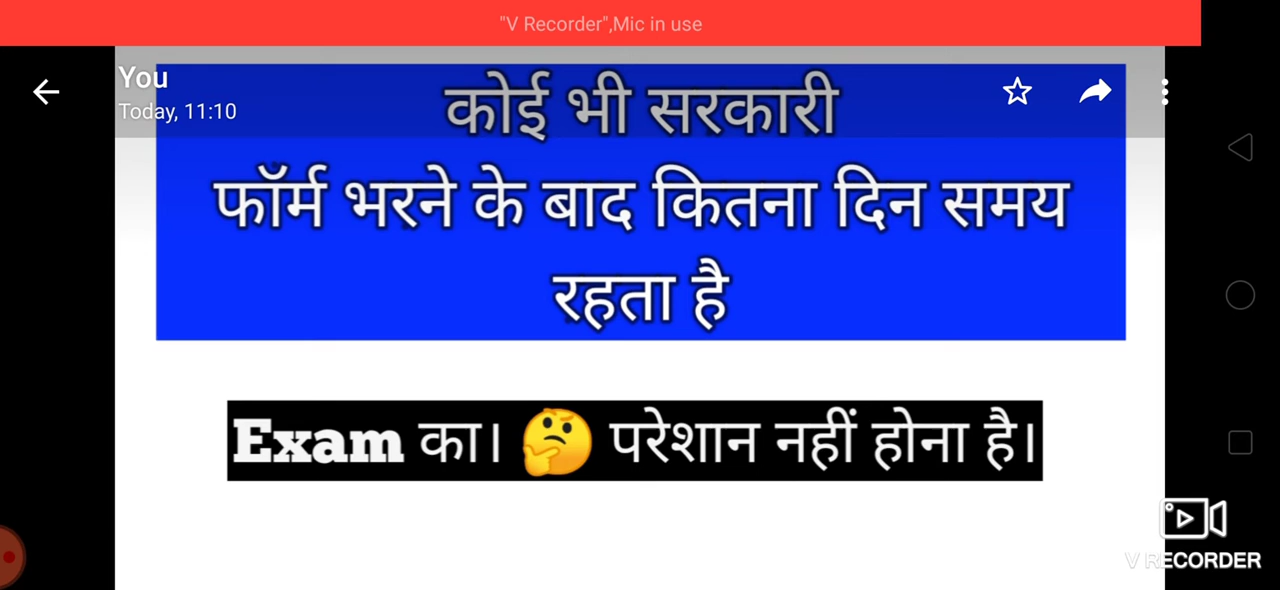 "V Recorder",Mic in use
You
Today, 11:10
कोई भी सरकारी
फॉर्म भरने के बाद कितना दिन समय
रहता है
Exam का। 🤔 परेशान नहीं होना है।
V RECORDER